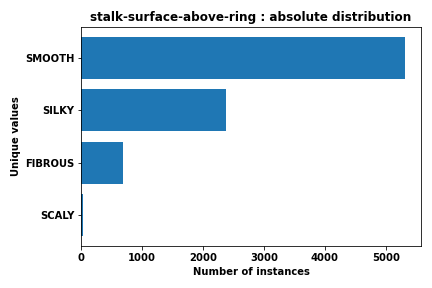 stalk-surface-above-ring : absolute distribution
Unique values
SMOOTH
SILKY
FIBROUS
SCALY
0 1000 2000 3000 4000 5000
Number of instances